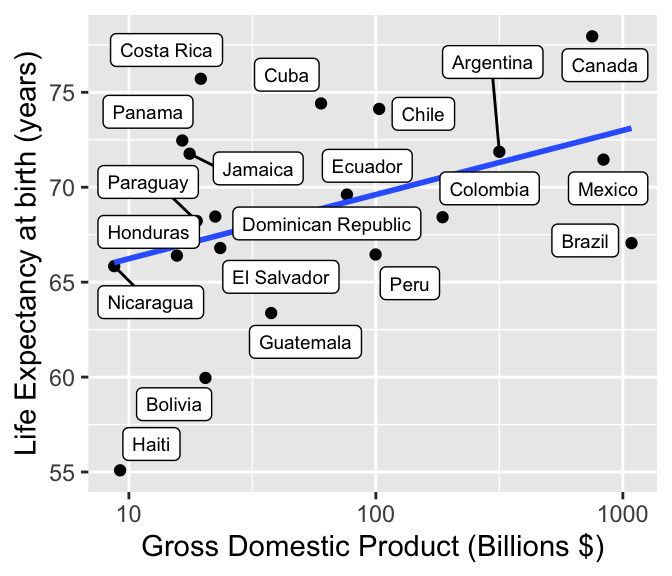 Costa Rica
Cuba
Argentina
Canada
75
Panama
Chile
Jamaica
Ecuador
Paraguay
70
Colombia
Mexico
Honduras
Dominican Republic
Brazil
65
El Salvador
Peru
Nicaragua
Guatemala
60
Bolivia
Haiti
55
10
100
1000
Gross Domestic Product (Billions $)
Life Expectancy at birth (years)